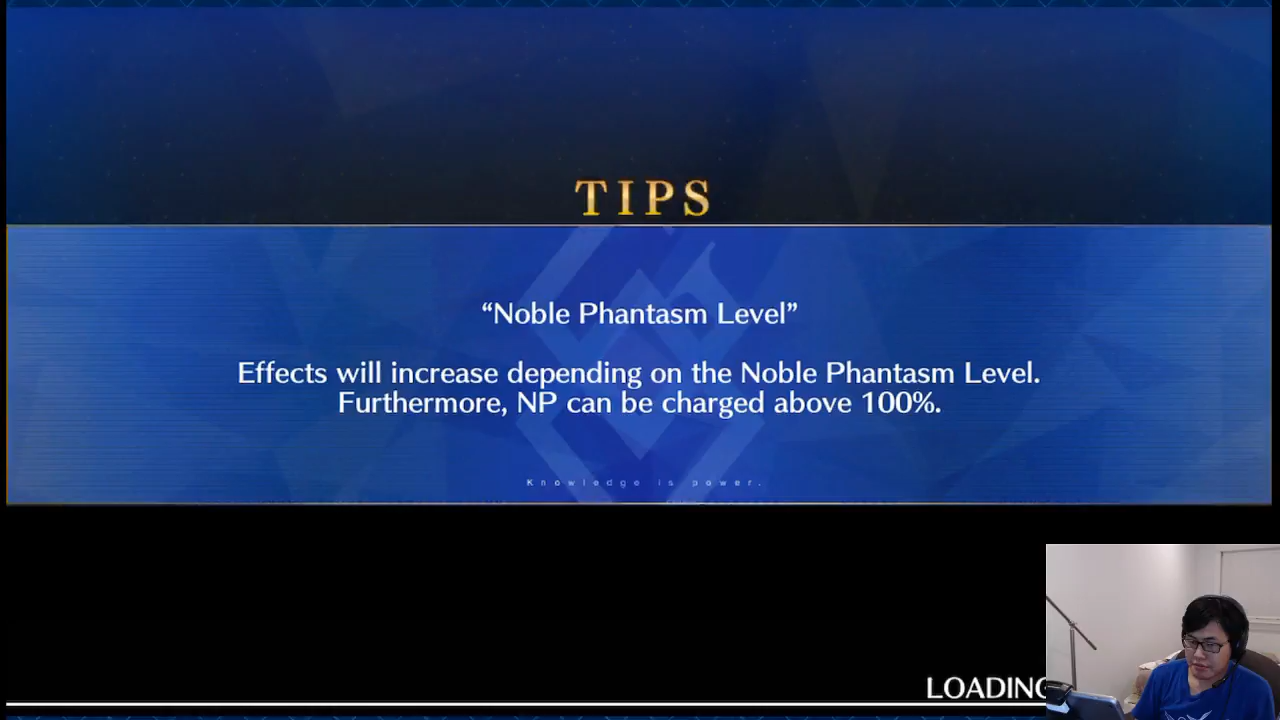 TIPS
“Noble Phantasm Level”
Effects will increase depending on the Noble Phantasm Level.
Furthermore, NP can be charged above 100%.
Knowledge is power.
LOADING